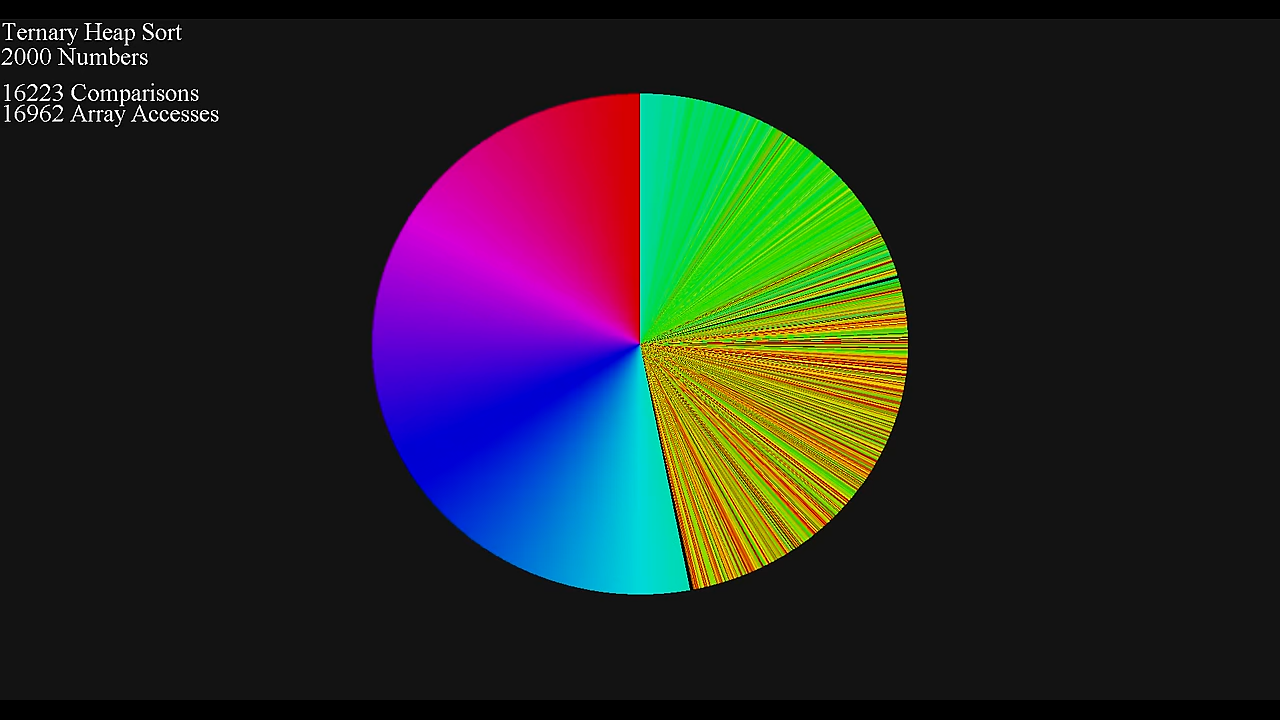 Ternary Heap Sort
2000 Numbers
16223 Comparisons
16962 Array Accesses